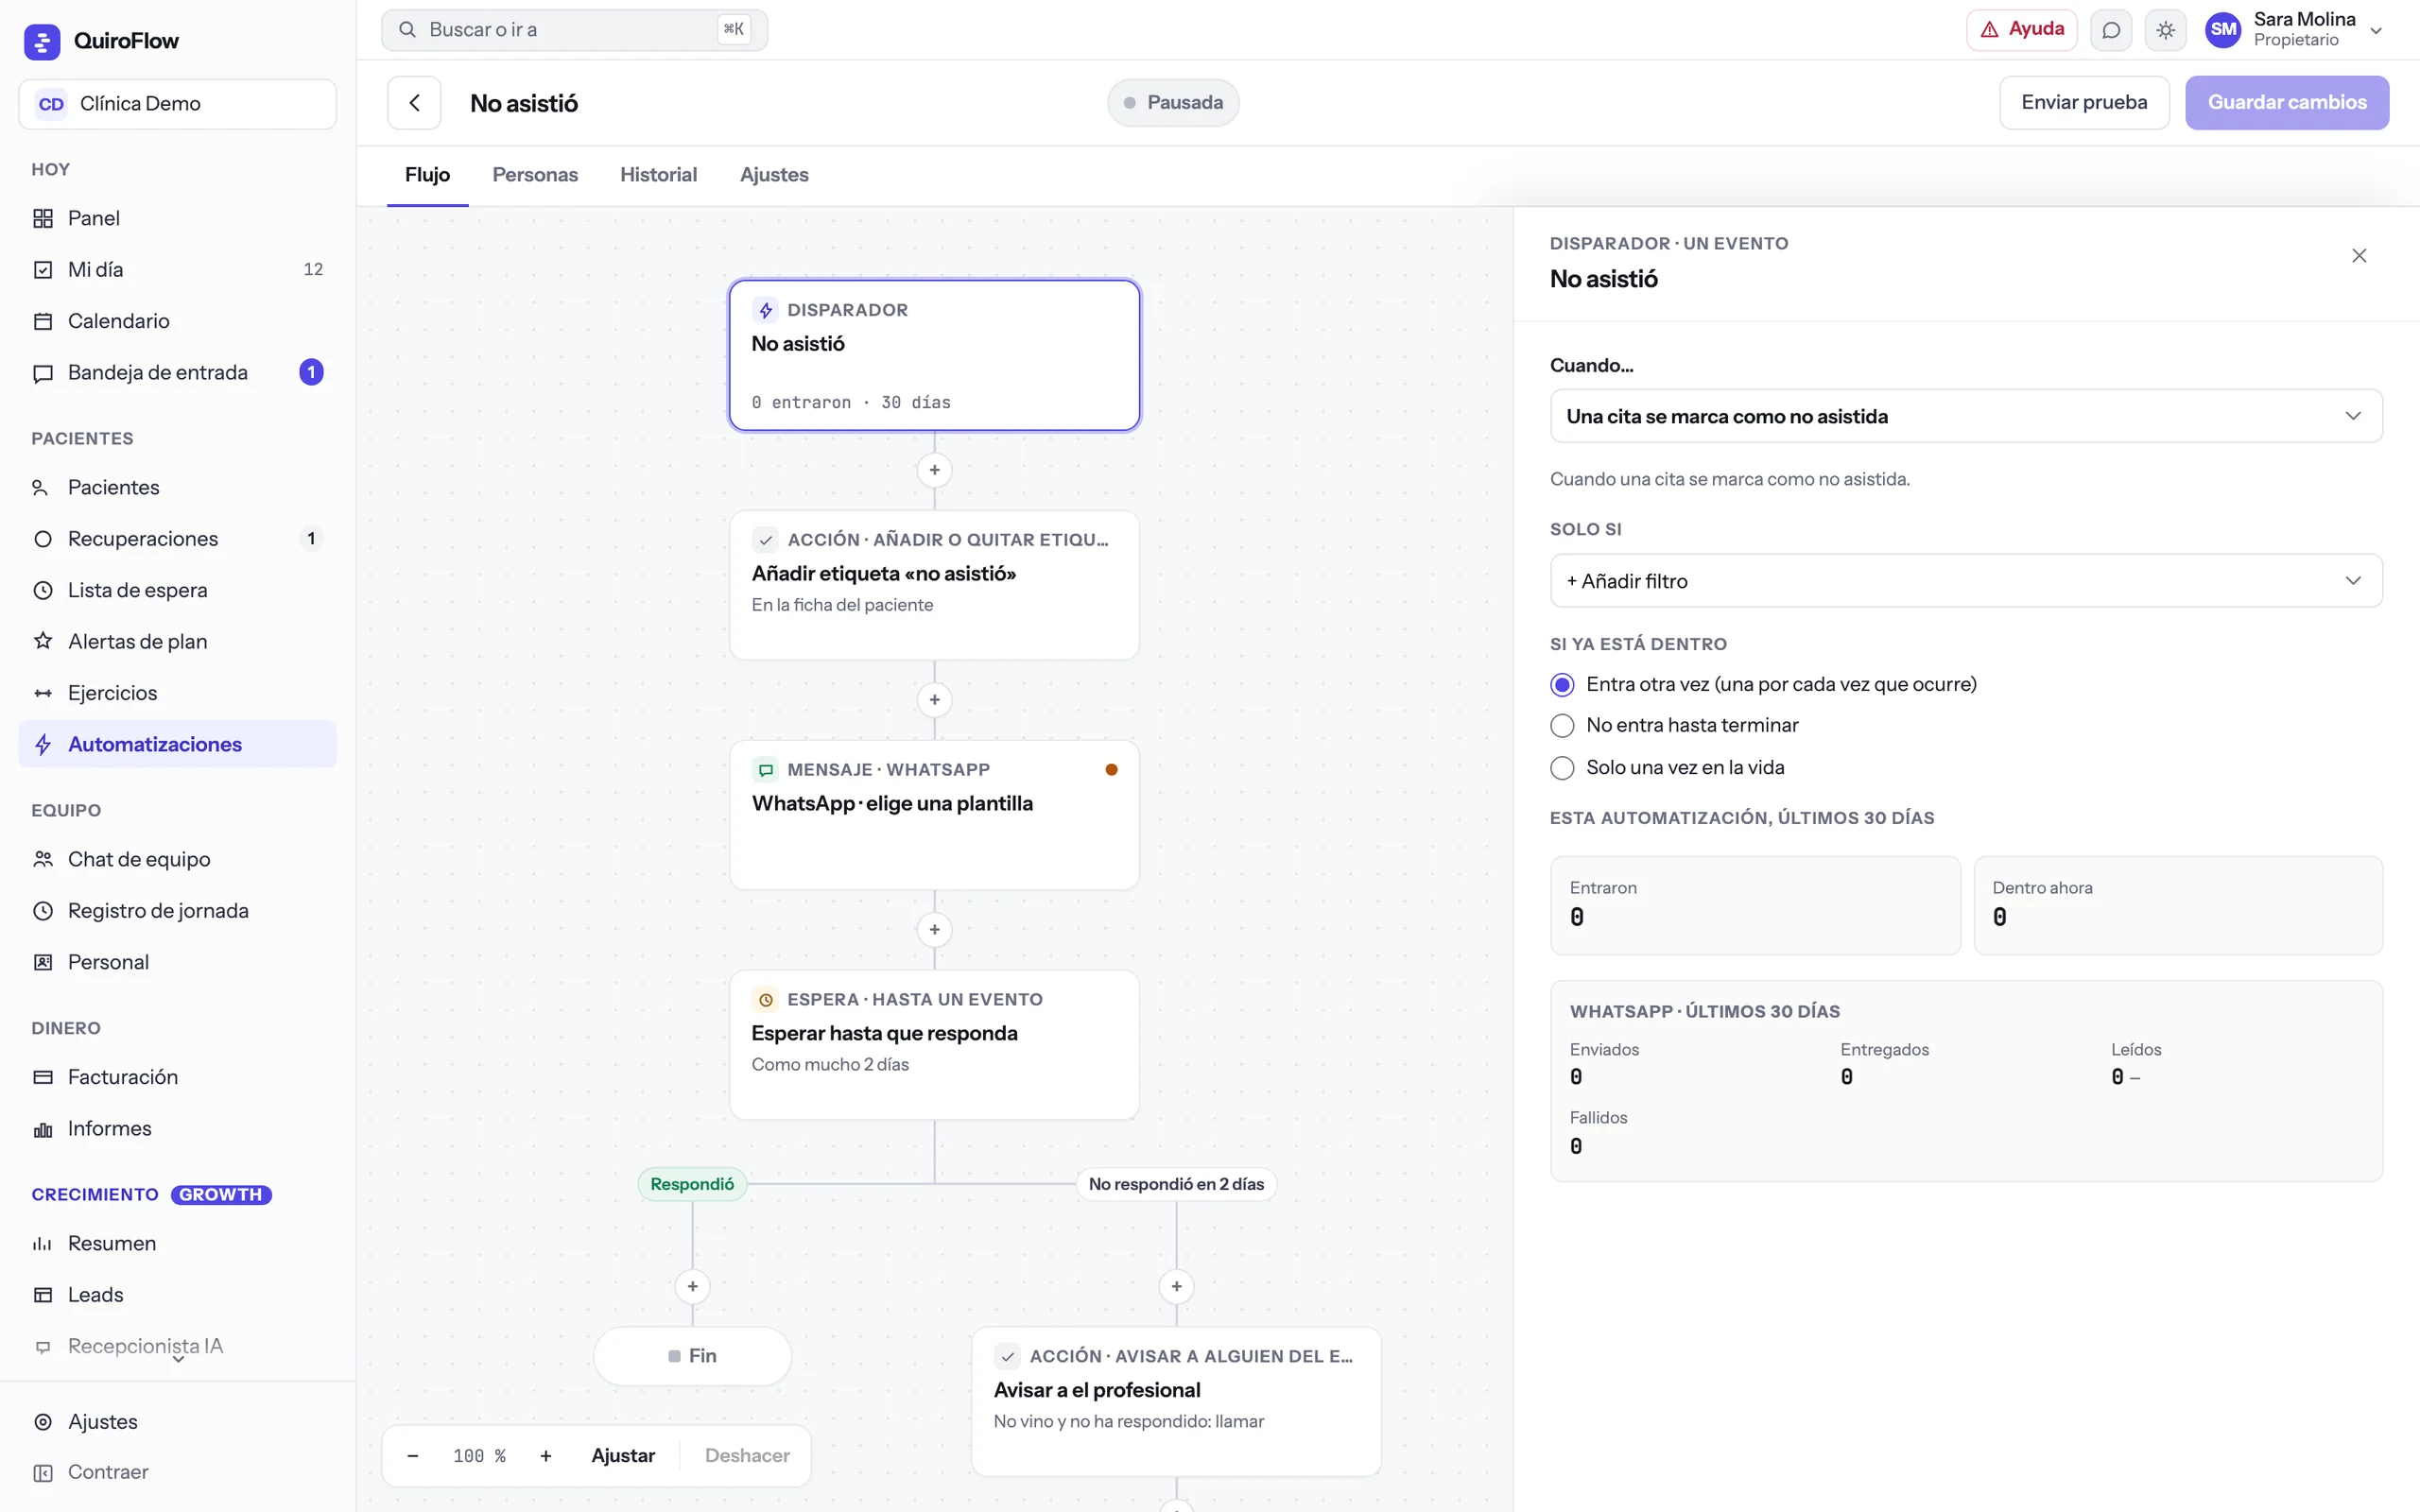 QuiroFlow
CD Clínica Demo
HOY
Panel
Mi día 12
Calendario
Bandeja de entrada 1
PACIENTES
Pacientes
Recuperaciones 1
Lista de espera
Alertas de plan
Ejercicios
Automatizaciones
EQUIPO
Chat de equipo
Registro de jornada
Personal
DINERO
Facturación
Informes
CRECIMIENTO GROWTH
Resumen
Leads
Recepcionista IA
Ajustes
Contraer
Buscar o ir a ⌘K
Ayuda
SM
Sara Molina
Propietario
No asistió
Pausada
Enviar prueba
Guardar cambios
Flujo Personas Historial Ajustes
DISPARADOR
No asistió
0 entraron · 30 días
+
ACCIÓN · AÑADIR O QUITAR ETIQU...
Añadir etiqueta «no asistió»
En la ficha del paciente
+
MENSAJE · WHATSAPP
WhatsApp · elige una plantilla
+
ESPERA · HASTA UN EVENTO
Esperar hasta que responda
Como mucho 2 días
Respondió
No respondió en 2 días
+ +
Fin
ACCIÓN · AVISAR A ALGUIEN DEL E...
Avisar a el profesional
No vino y no ha respondido: llamar
− 100 % + Ajustar Deshacer
DISPARADOR · UN EVENTO
No asistió
Cuando...
Una cita se marca como no asistida
Cuando una cita se marca como no asistida.
SOLO SI
+ Añadir filtro
SI YA ESTÁ DENTRO
Entra otra vez (una por cada vez que ocurre)
No entra hasta terminar
Solo una vez en la vida
ESTA AUTOMATIZACIÓN, ÚLTIMOS 30 DÍAS
Entraron
0
Dentro ahora
0
WHATSAPP · ÚLTIMOS 30 DÍAS
Enviados Entregados Leídos
0 0 0 –
Fallidos
0